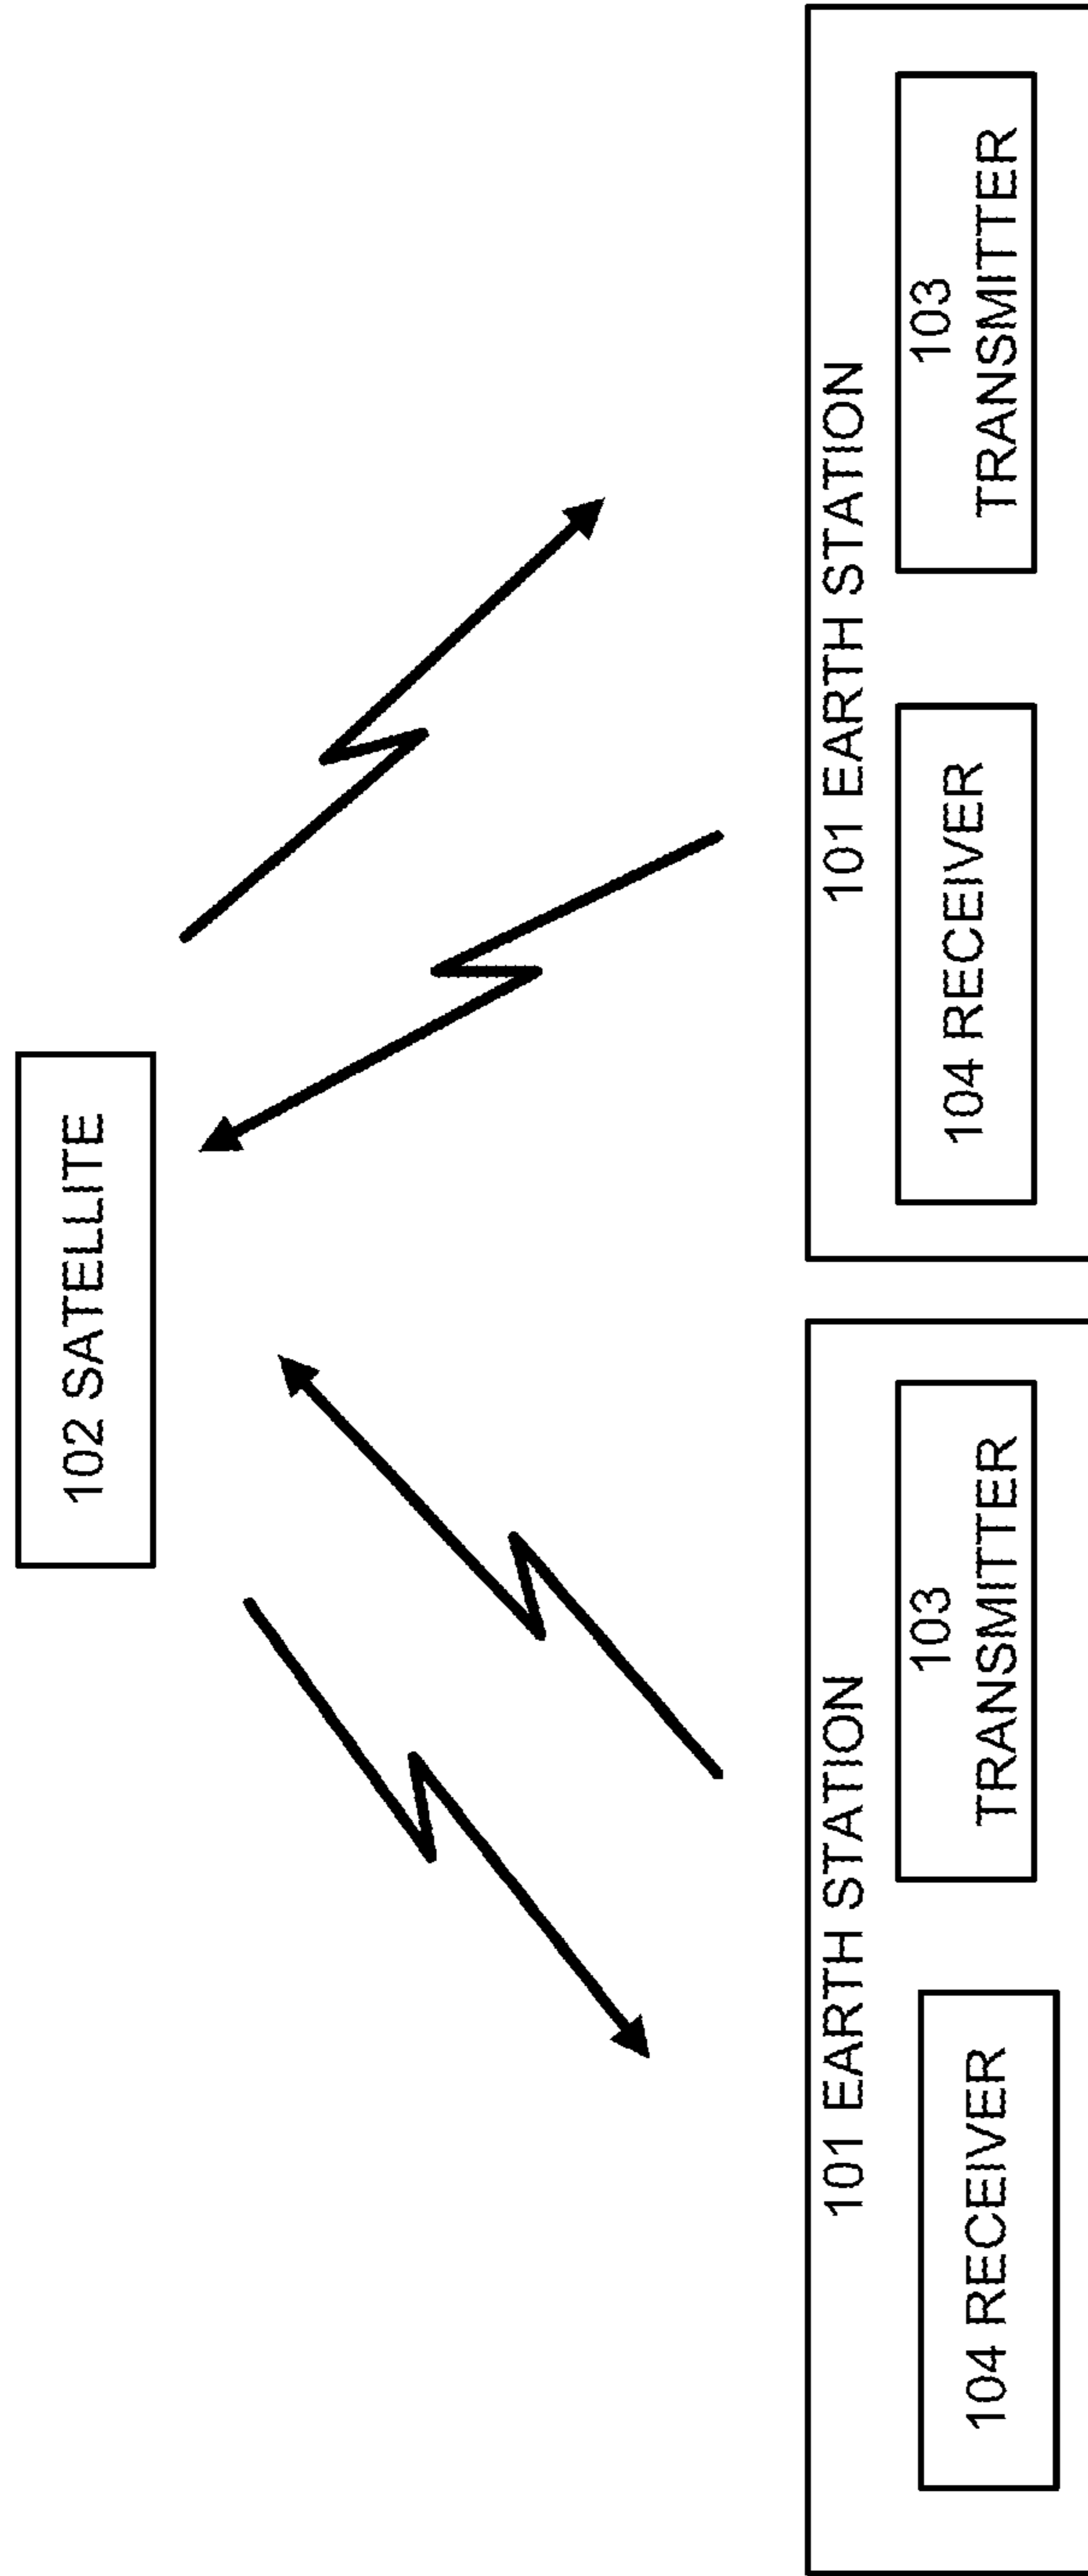 102 SATELLITE
101 EARTH STATION
104 RECEIVER
103
TRANSMITTER
101 EARTH STATION
104 RECEIVER
103
TRANSMITTER